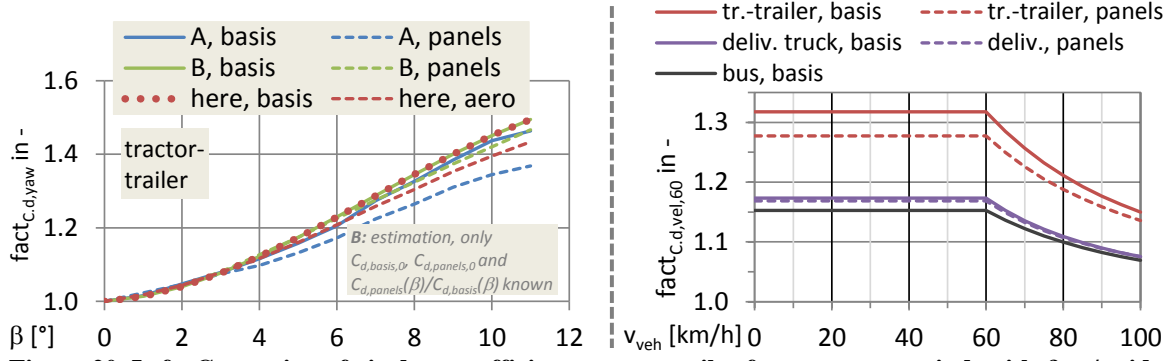 A, basis
A, panels
B, basis
B, panels
here, basis
here, aero
1.6
1.4
1.2
1.0
fact_C.d,yaw in -
tractor-
trailer
B: estimation, only
C_d,basis,0, C_d,panels,0 and
C_d,panels(β)/C_d,basis(β) known
0 2 4 6 8 10 12
β [°]
tr.-trailer, basis
tr.-trailer, panels
deliv. truck, basis
deliv., panels
bus, basis
1.3
1.2
1.1
1.0
fact_C.d,vel,60 in -
0 20 40 60 80 100
v_veh [km/h]